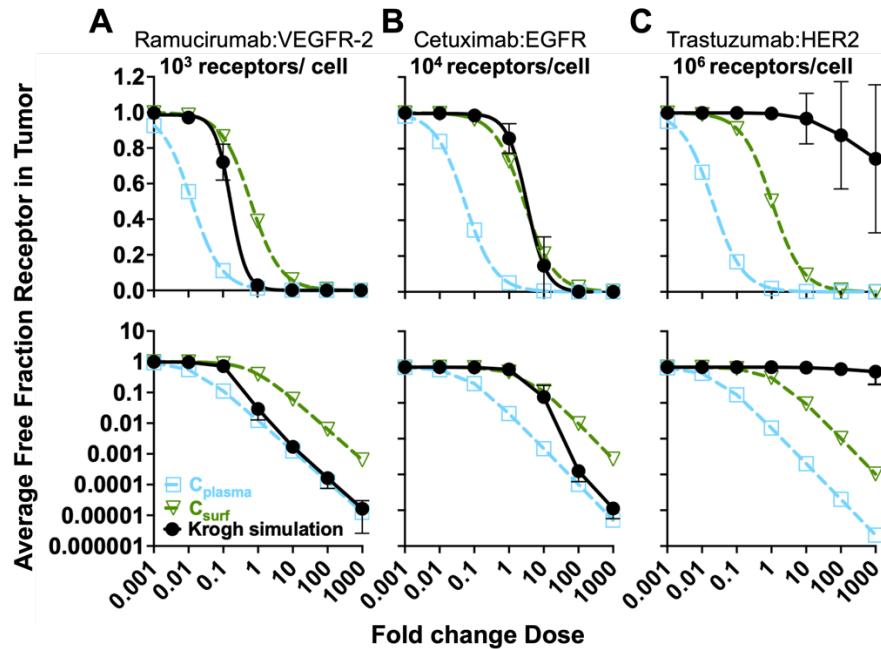 A
B
C
Ramucirumab:VEGFR-2
Cetuximab:EGFR
Trastuzumab:HER2
10³ receptors/ cell
10⁴ receptors/cell
10⁶ receptors/cell
Average Free Fraction Receptor in Tumor
1.2
1.0
0.8
0.6
0.4
0.2
0.0
10
1
0.1
0.01
0.001
0.0001
0.00001
0.000001
C_plasma
C_surf
Krogh simulation
0.001 0.01 0.1 1 10 100 1000
0.001 0.01 0.1 1 10 100 1000
0.001 0.01 0.1 1 10 100 1000
Fold change Dose